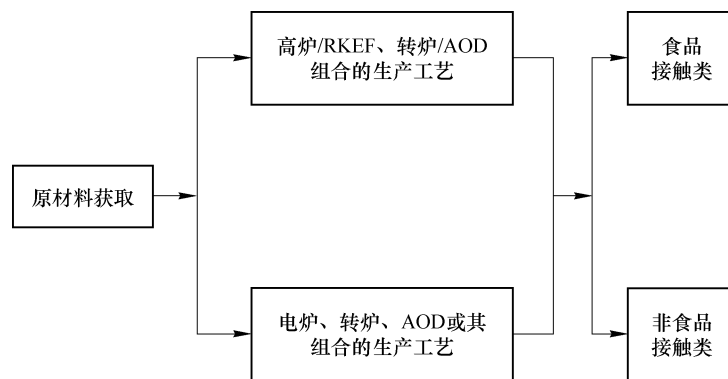 原材料获取
高炉/RKEF、转炉/AOD
组合的生产工艺
电炉、转炉、AOD或其
组合的生产工艺
食品
接触类
非食品
接触类